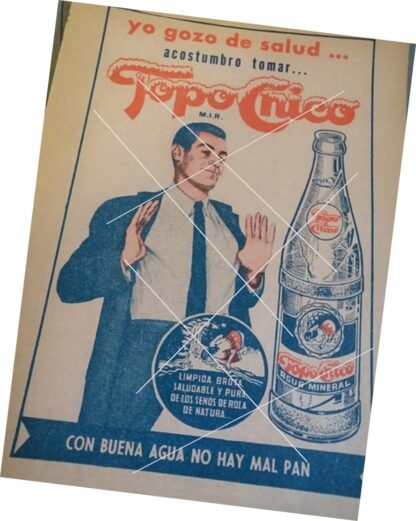 yo gozo de salud ...
acostumbro tomar...
Topo Chico
M.I.R.
Topo
Chico
Topo Chico
AGUA MINERAL
LIMPIDA BROTA
SALUDABLE Y PURA
DE LOS SENOS DE ROCA
DE NATURA...
CON BUENA AGUA NO HAY MAL PAN